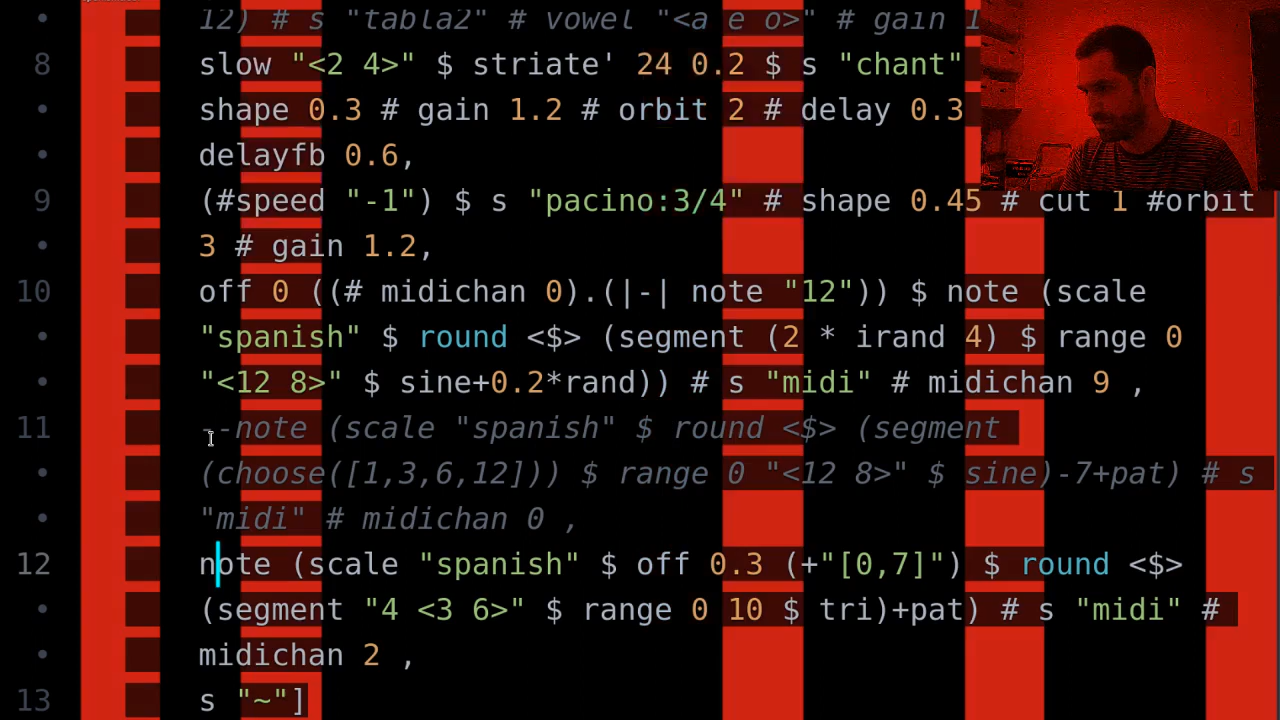 12) # s "tabla2" # vowel "<a e o>" # gain 1
8 slow "<2 4>" $ striate' 24 0.2 $ s "chant"
• shape 0.3 # gain 1.2 # orbit 2 # delay 0.3
• delayfb 0.6,
9 (#speed "-1") $ s "pacino:3/4" # shape 0.45 # cut 1 #orbit
• 3 # gain 1.2,
10 off 0 ((# midichan 0).(|-| note "12")) $ note (scale
• "spanish" $ round <$> (segment (2 * irand 4) $ range 0
• "<12 8>" $ sine+0.2*rand)) # s "midi" # midichan 9 ,
11 --note (scale "spanish" $ round <$> (segment
• (choose([1,3,6,12])) $ range 0 "<12 8>" $ sine)-7+pat) # s
• "midi" # midichan 0 ,
12 note (scale "spanish" $ off 0.3 (+"[0,7]") $ round <$>
• (segment "4 <3 6>" $ range 0 10 $ tri)+pat) # s "midi" #
• midichan 2 ,
13 s "~"]